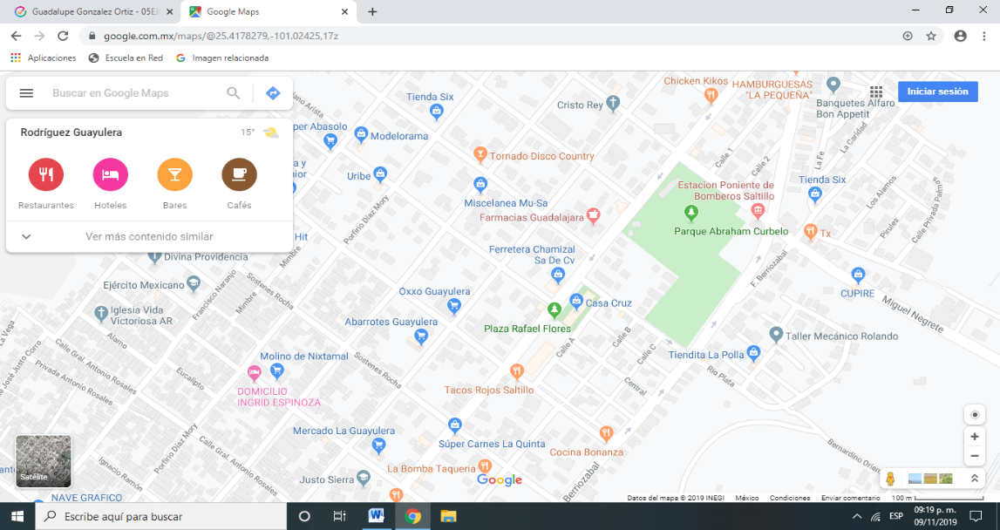 Guadalupe Gonzalez Ortiz - 05EJ
Google Maps
google.com.mx/maps/@25.4178279,-101.02425,17z
Aplicaciones
Escuela en Red
Imagen relacionada
Buscar en Google Maps
Rodríguez Guayulera
15°
Restaurantes
Hoteles
Bares
Cafés
Ver más contenido similar
Iniciar sesión
Chicken Kikos
HAMBURGUESAS
"LA PEQUEÑA"
Banquetes Alfaro
Bon Appetit
Tienda Six
Cristo Rey
per Abasolo
Modelorama
Tornado Disco Country
Calle 1
Calle 2
La Fe
La Caridad
Uribe
Miscelanea Mu-Sa
Farmacias Guadalajara
Estacion Poniente de
Bomberos Saltillo
Tienda Six
Los Alamos
Calle Privada Palma
Pirules
Porfirio Díaz Mory
Parque Abraham Curbelo
Tx
Hit
Mimbre
Divina Providencia
Ferretera Chamizal
Sa De Cv
F. Berriozabal
Ejército Mexicano
Francisco Naranjo
Mimbre
Sostenes Rocha
Oxxo Guayulera
Casa Cruz
CUPIRE
Miguel Negrete
Iglesia Vida
Victoriosa AR
Abarrotes Guayulera
Plaza Rafael Flores
Calle B
Calle A
Calle C
Taller Mecánico Rolando
La Vega
Alamo
Calle Gral. Antonio Rosales
Privada Antonio Rosales
José Justo Corro
Eucalipto
Molino de Nixtamal
Sostenes Rocha
Tiendita La Polla
Río Plata
DOMICILIO
INGRID ESPINOZA
Tacos Rojos Saltillo
Central
Mercado La Guayulera
Porfirio Díaz Mory
Calle Gral. Antonio Rosales
Súper Carnes La Quinta
Cocina Bonanza
Bernardino Orien
Ignacio Ramón
Satélite
La Bomba Taqueria
Justo Sierra
Google
Berriozabal
NAVE GRAFICO
Datos del mapa © 2019 INEGI
México
Condiciones
Enviar comentario
100 m
Escribe aquí para buscar
ESP
09:19 p. m.
09/11/2019